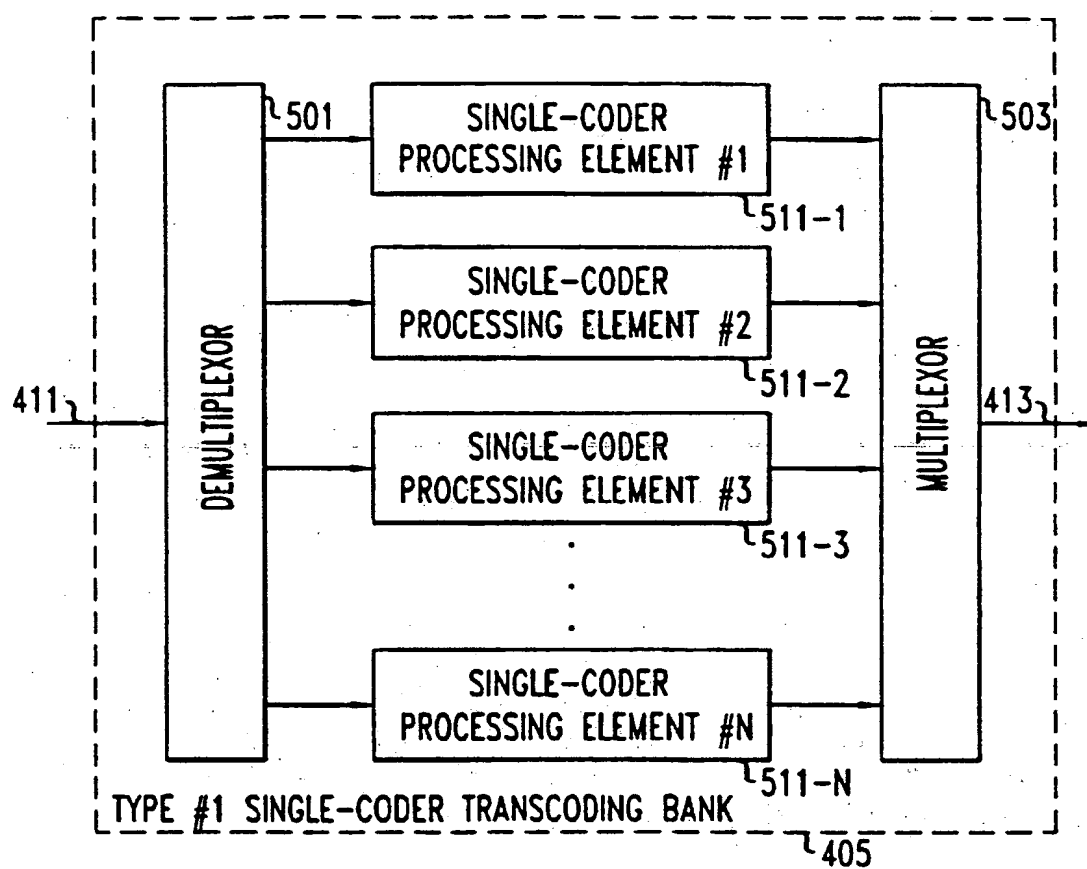 501
SINGLE-CODER
PROCESSING ELEMENT #1
503
511-1
SINGLE-CODER
PROCESSING ELEMENT #2
511-2
411
DEMULTIPLEXOR
MULTIPLEXOR
413
SINGLE-CODER
PROCESSING ELEMENT #3
511-3
SINGLE-CODER
PROCESSING ELEMENT #N
511-N
TYPE #1 SINGLE-CODER TRANSCODING BANK
405